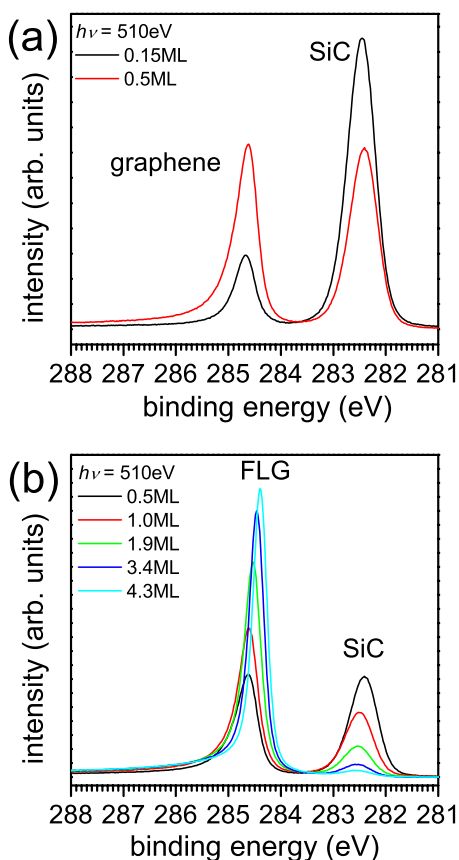 (a)
hν = 510eV
0.15ML
0.5ML
SiC
graphene
intensity (arb. units)
288 287 286 285 284 283 282 281
binding energy (eV)
(b)
FLG
hν = 510eV
0.5ML
1.0ML
1.9ML
3.4ML
4.3ML
SiC
intensity (arb. units)
288 287 286 285 284 283 282 281
binding energy (eV)